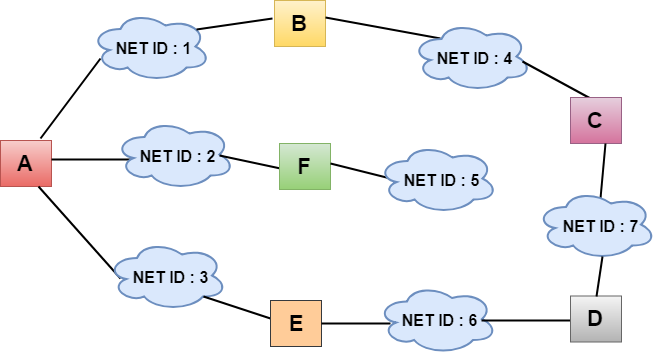 B
NET ID : 1
NET ID : 4
C
A
NET ID : 2
F
NET ID : 5
NET ID : 7
NET ID : 3
E
NET ID : 6
D